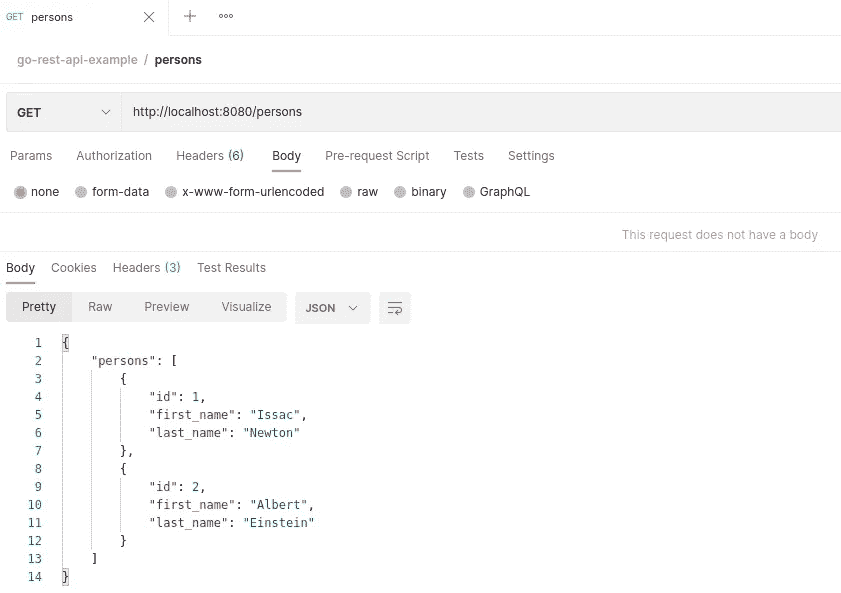 GET persons
go-rest-api-example / persons
GET http://localhost:8080/persons
Params Authorization Headers (6) Body Pre-request Script Tests Settings
none form-data x-www-form-urlencoded raw binary GraphQL
This request does not have a body
Body Cookies Headers (3) Test Results
Pretty Raw Preview Visualize JSON
1 {
2 "persons": [
3 {
4 "id": 1,
5 "first_name": "Issac",
6 "last_name": "Newton"
7 },
8 {
9 "id": 2,
10 "first_name": "Albert",
11 "last_name": "Einstein"
12 }
13 ]
14 }